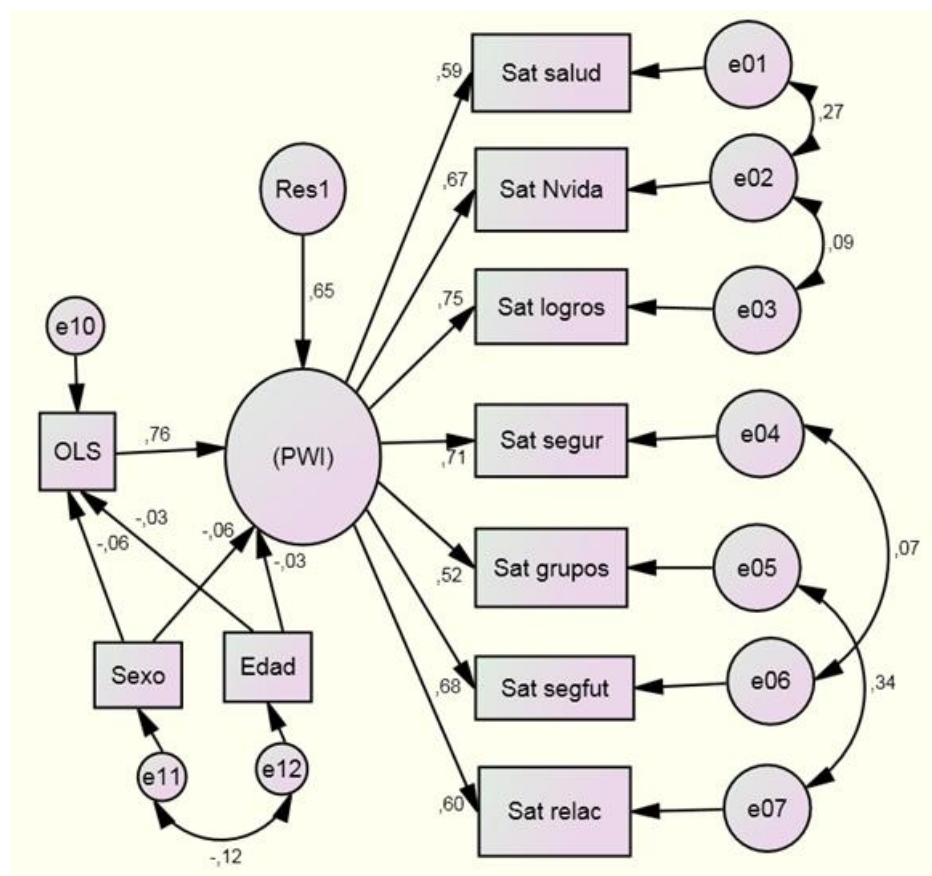 Sat salud
e01
,59
,27
Res1
Sat Nvida
e02
,67
,09
,65
Sat logros
e03
,75
e10
OLS
,76
(PWI)
Sat segur
e04
,71
-,03
-,06
-,06
-,03
,07
Sat grupos
e05
,52
Sexo
Edad
Sat segfut
e06
,68
,34
e11
e12
-,12
Sat relac
e07
,60